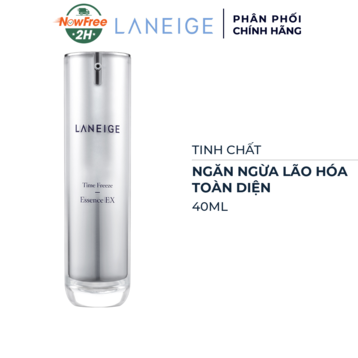 NowFree
2H
LANEIGE
PHÂN PHỐI
CHÍNH HÃNG
LANEIGE
Time Freeze
Essence EX
TINH CHẤT
NGĂN NGỪA LÃO HÓA
TOÀN DIỆN
40ML